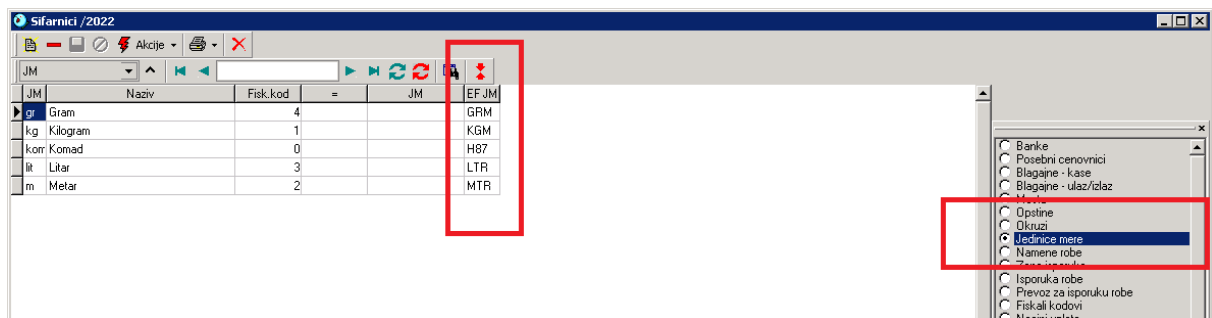 Sifarnici /2022
Akcije
JM
JM Naziv Fisk.kod = JM EF JM
gr Gram 4 GRM
kg Kilogram 1 KGM
kom Komad 0 H87
lit Litar 3 LTR
m Metar 2 MTR
Banke
Posebni cenovnici
Blagajne - kase
Blagajne - ulaz/izlaz
Opstine
Okruzi
Jedinice mere
Namene robe
Isporuka robe
Prevoz za isporuku robe
Fiskali kodovi